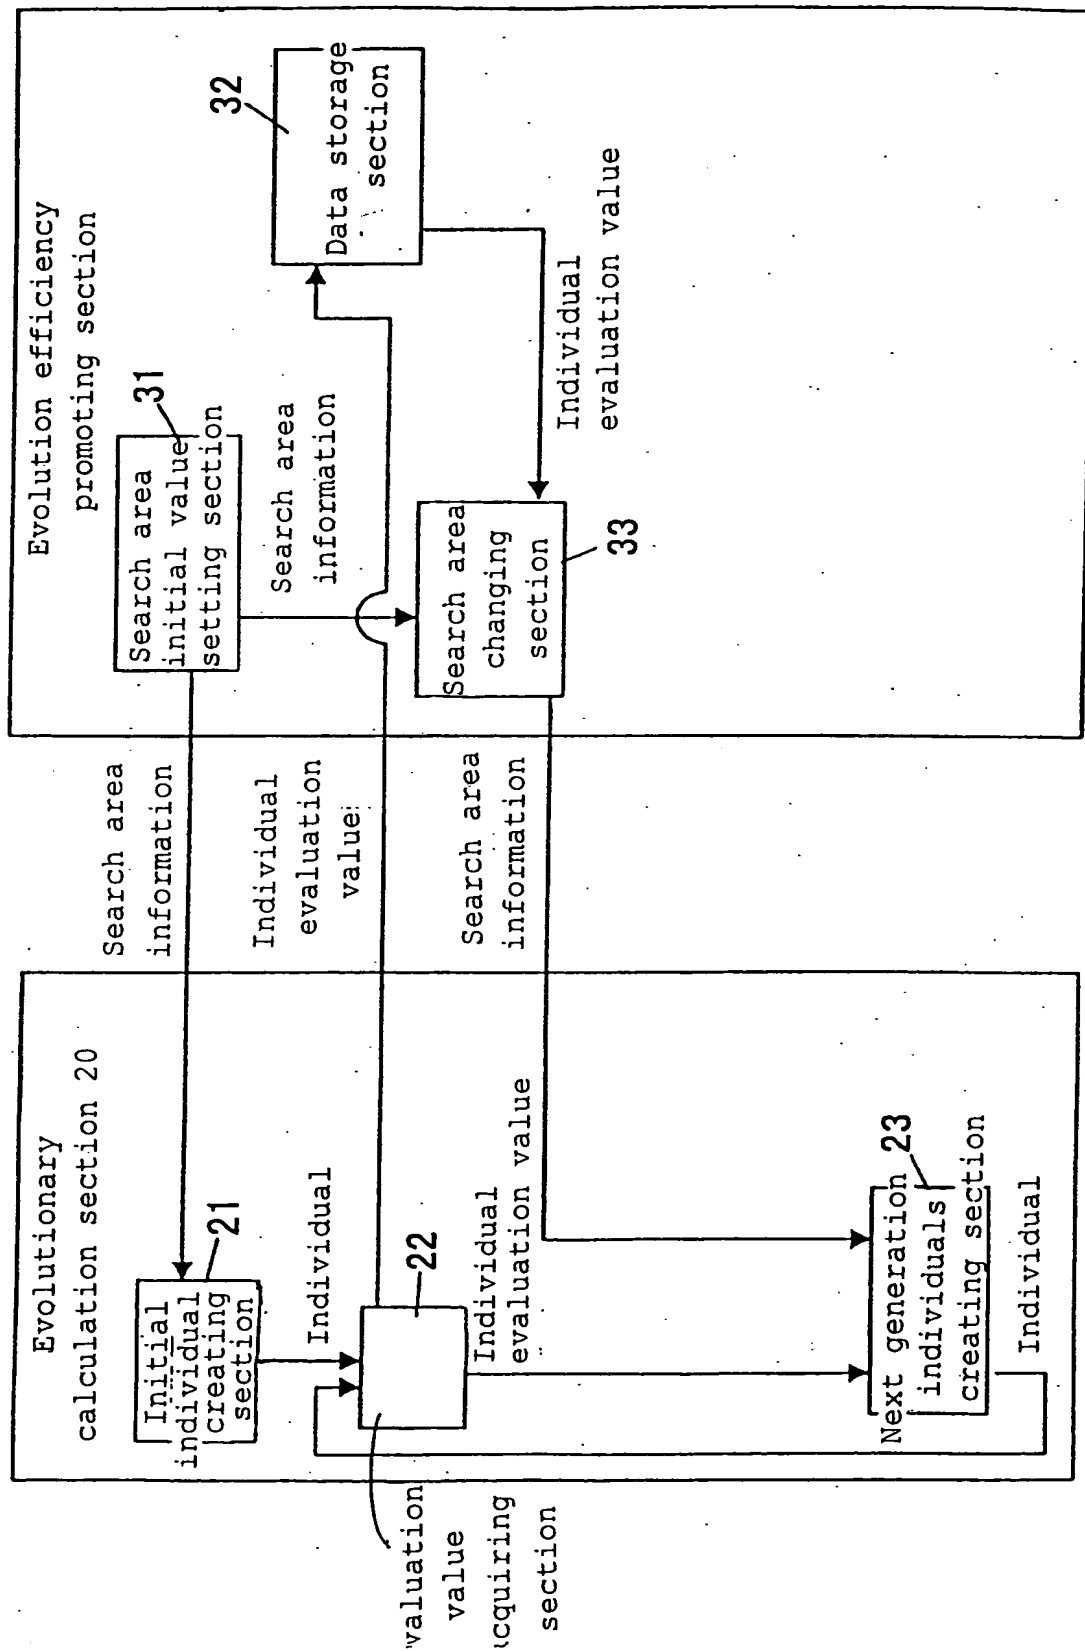 Evolutionary
calculation section 20
Initial
individual
creating
section
21
Individual
22
valuation
value
cquiring
section
Individual
evaluation value
Next generation
individuals
creating section
23
Individual
Search area
information
Individual
evaluation
value
Search area
information
Evolution efficiency
promoting section
Search area
initial value
setting section
31
Search area
information
Data storage
section
32
Individual
evaluation value
Search area
changing
section
33